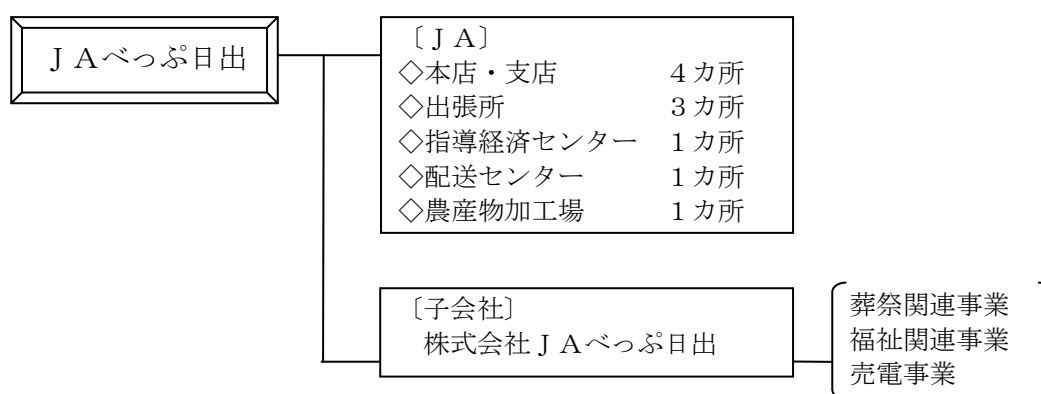 ＪＡべっぷ日出
〔ＪＡ〕
◇本店・支店　４カ所
◇出張所　３カ所
◇指導経済センター　１カ所
◇配送センター　１カ所
◇農産物加工場　１カ所
〔子会社〕
株式会社ＪＡべっぷ日出
葬祭関連事業
福祉関連事業
売電事業